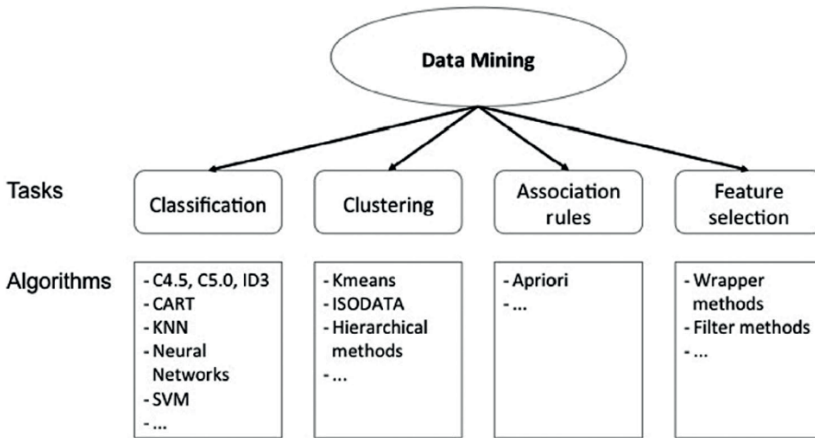 Data Mining
Tasks
Classification
Clustering
Association
rules
Feature
selection
Algorithms
- C4.5, C5.0, ID3
- CART
- KNN
- Neural
Networks
- SVM
- ...
- Kmeans
- ISODATA
- Hierarchical
methods
- ...
- Apriori
- ...
- Wrapper
methods
- Filter methods
- ...